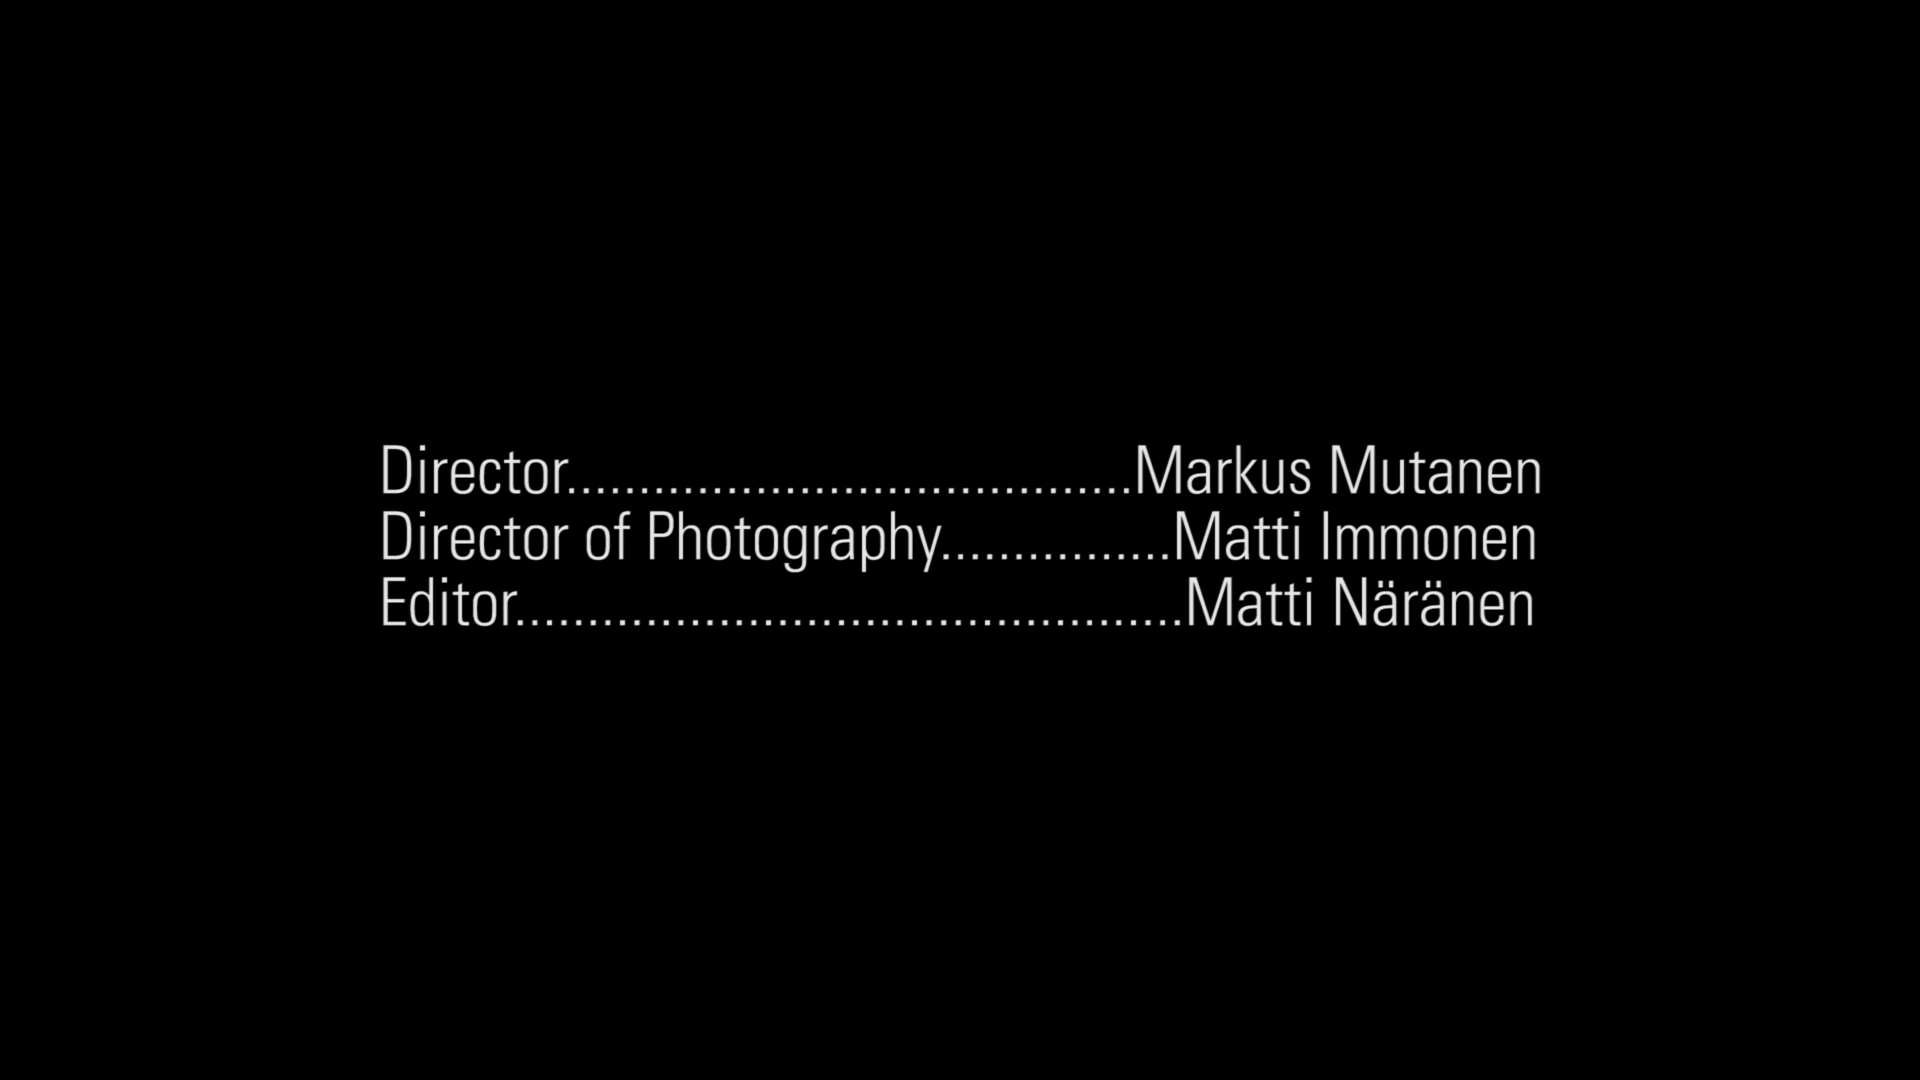 Director.......................................Markus Mutanen
Director of Photography................Matti Immonen
Editor..............................................Matti Näränen